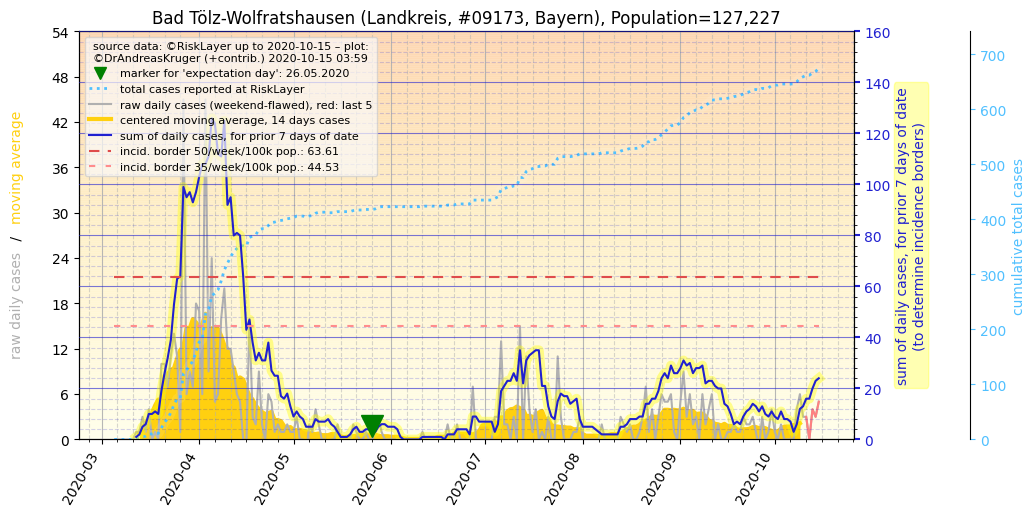 Bad Tölz-Wolfratshausen (Landkreis, #09173, Bayern), Population=127,227
source data: ©RiskLayer up to 2020-10-15 – plot:
©DrAndreasKruger (+contrib.) 2020-10-15 03:59
marker for 'expectation day': 26.05.2020
total cases reported at RiskLayer
raw daily cases (weekend-flawed), red: last 5
centered moving average, 14 days cases
sum of daily cases, for prior 7 days of date
incid. border 50/week/100k pop.: 63.61
incid. border 35/week/100k pop.: 44.53
raw daily cases / moving average
54
48
42
36
30
24
18
12
6
0
2020-03
2020-04
2020-05
2020-06
2020-07
2020-08
2020-09
2020-10
160
140
120
100
80
60
40
20
0
sum of daily cases, for prior 7 days of date
(to determine incidence borders)
700
600
500
400
300
200
100
0
cumulative total cases